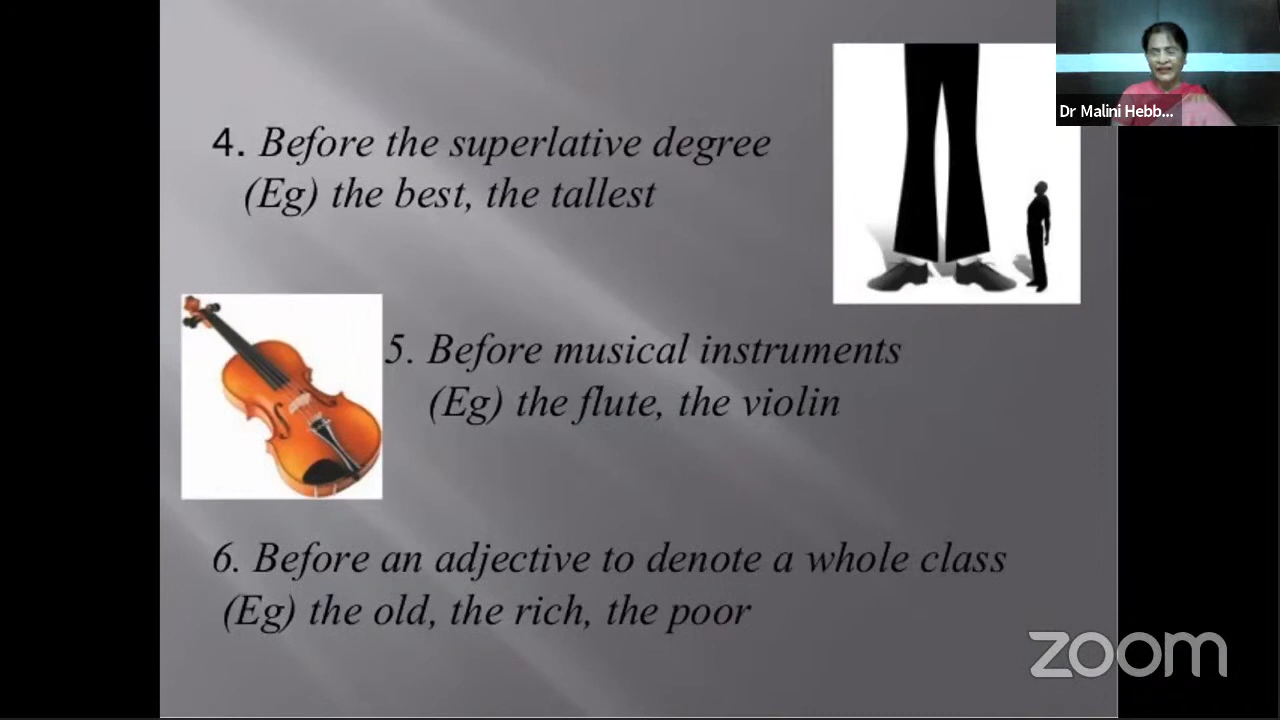 Dr Malini Hebb...
4. Before the superlative degree
(Eg) the best, the tallest
5. Before musical instruments
(Eg) the flute, the violin
6. Before an adjective to denote a whole class
(Eg) the old, the rich, the poor
zoom